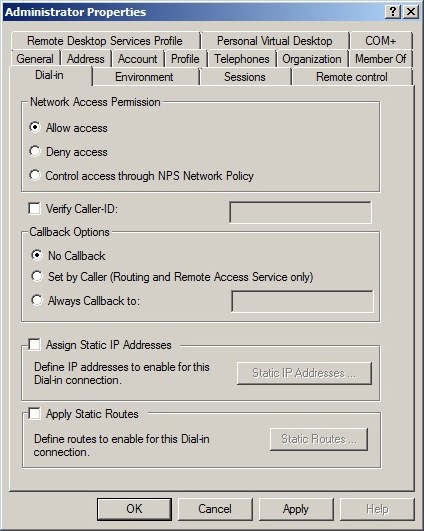 Administrator Properties
Remote Desktop Services Profile Personal Virtual Desktop COM+
General Address Account Profile Telephones Organization Member Of
Dial-in Environment Sessions Remote control
Network Access Permission
Allow access
Deny access
Control access through NPS Network Policy
Verify Caller-ID:
Callback Options
No Callback
Set by Caller (Routing and Remote Access Service only)
Always Callback to:
Assign Static IP Addresses
Define IP addresses to enable for this
Dial-in connection.
Static IP Addresses ...
Apply Static Routes
Define routes to enable for this Dial-in
connection.
Static Routes ...
OK Cancel Apply Help